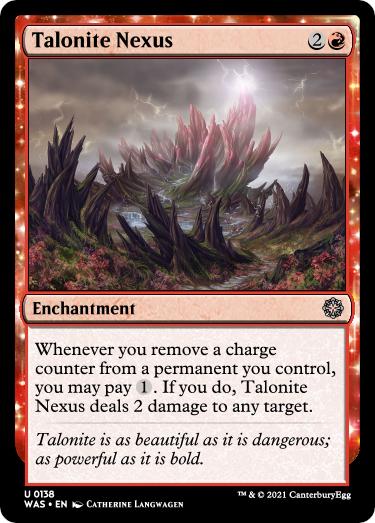 Talonite Nexus 2
Enchantment
Whenever you remove a charge
counter from a permanent you control,
you may pay 1. If you do, Talonite
Nexus deals 2 damage to any target.
Talonite is as beautiful as it is dangerous;
as powerful as it is bold.
U 0138
WAS • EN Catherine Langwagen ™ & © 2021 CanterburyEgg